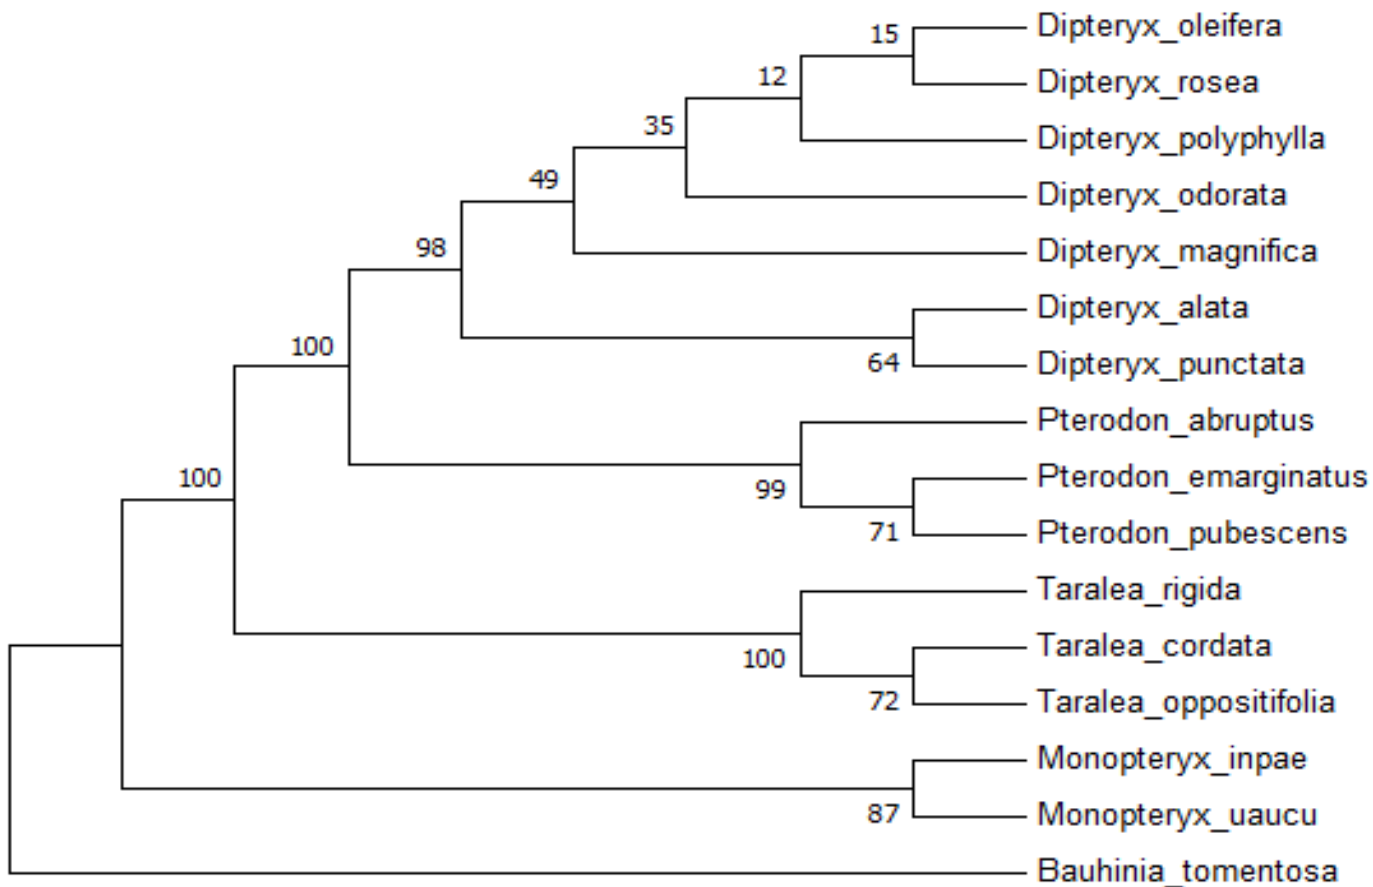 15
Dipteryx_oleifera
12
Dipteryx_rosea
35
Dipteryx_polyphylla
49
Dipteryx_odorata
98
Dipteryx_magnifica
Dipteryx_alata
100
64
Dipteryx_punctata
Pterodon_abruptus
100
99
Pterodon_emarginatus
71
Pterodon_pubescens
Taralea_rigida
100
Taralea_cordata
72
Taralea_oppositifolia
Monopteryx_inpae
87
Monopteryx_uaucu
Bauhinia_tomentosa